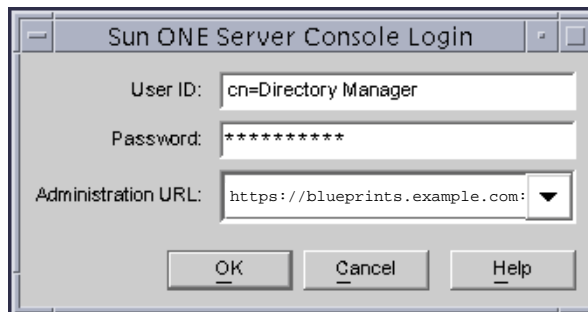 Sun ONE Server Console Login
User ID: cn=Directory Manager
Password: **********
Administration URL: https://blueprints.example.com:
OK Cancel Help